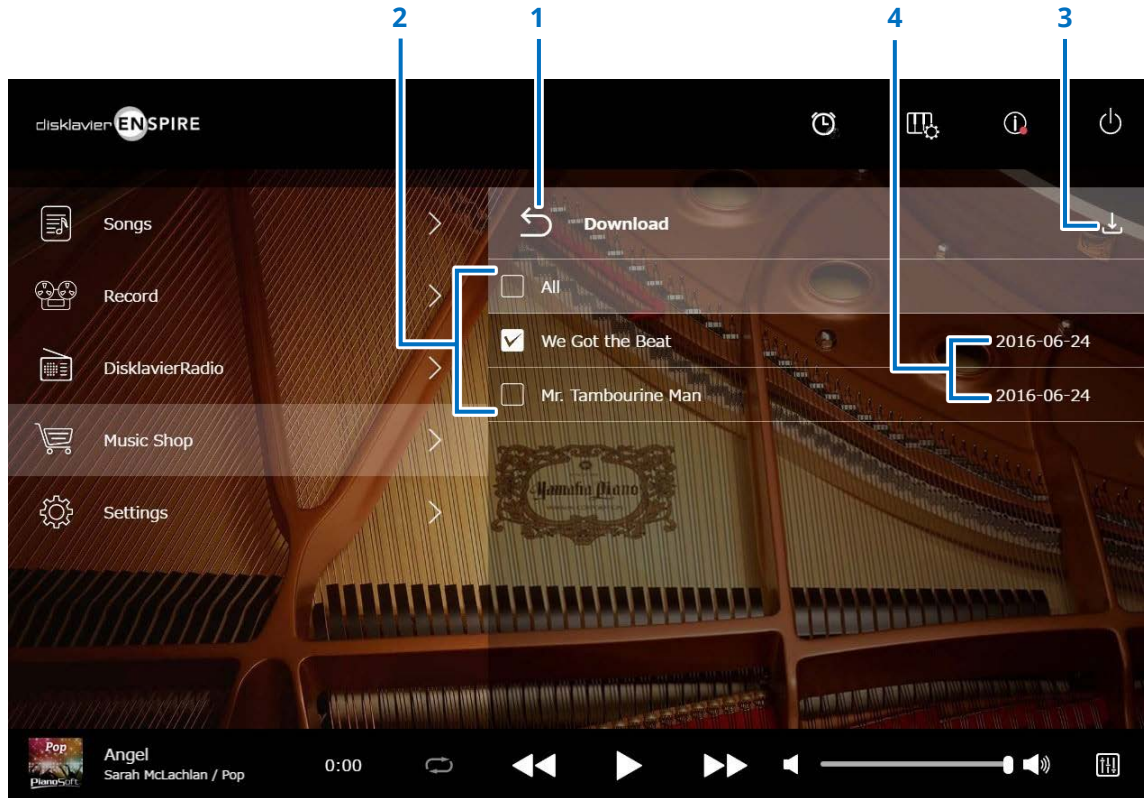 2 1 4 3
disklavier ENSPIRE
Songs
Record
DisklavierRadio
Music Shop
Settings
Download
All
We Got the Beat 2016-06-24
Mr. Tambourine Man 2016-06-24
Yamaha Piano
Pop
PianoSoft
Angel
Sarah McLachlan / Pop
0:00